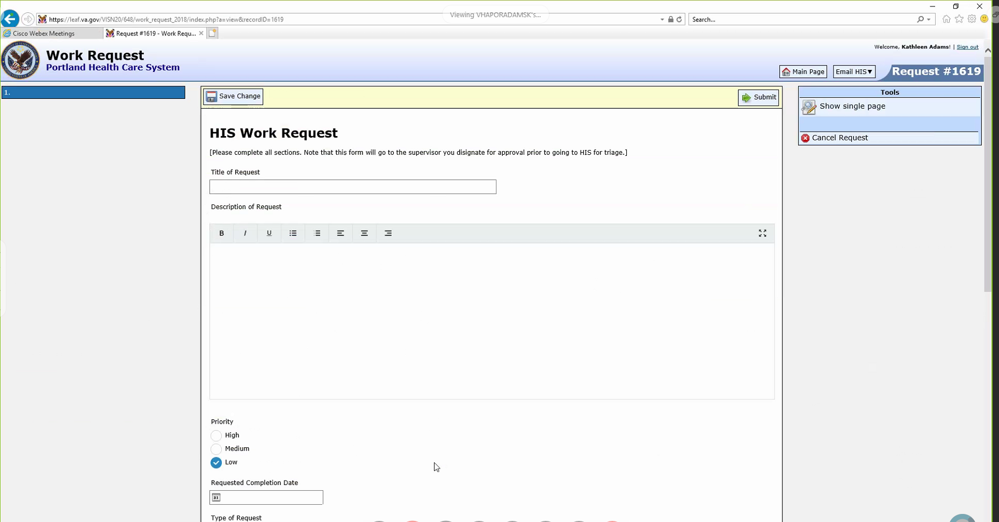 Viewing VHAPORADAMSK's...
https://leaf.va.gov/VISN20/648/work_request_2018/index.php?a=view&recordID=1619
Search...
Cisco Webex Meetings
Request #1619 - Work Requ...
Welcome, Kathleen Adams! | Sign out
Work Request
Portland Health Care System
Main Page
Email HIS▼
Request #1619
1.
Save Change
Submit
Tools
Show single page
Cancel Request
HIS Work Request
[Please complete all sections. Note that this form will go to the supervisor you disignate for approval prior to going to HIS for triage.]
Title of Request
Description of Request
B I U
Priority
High
Medium
Low
Requested Completion Date
31
Type of Request